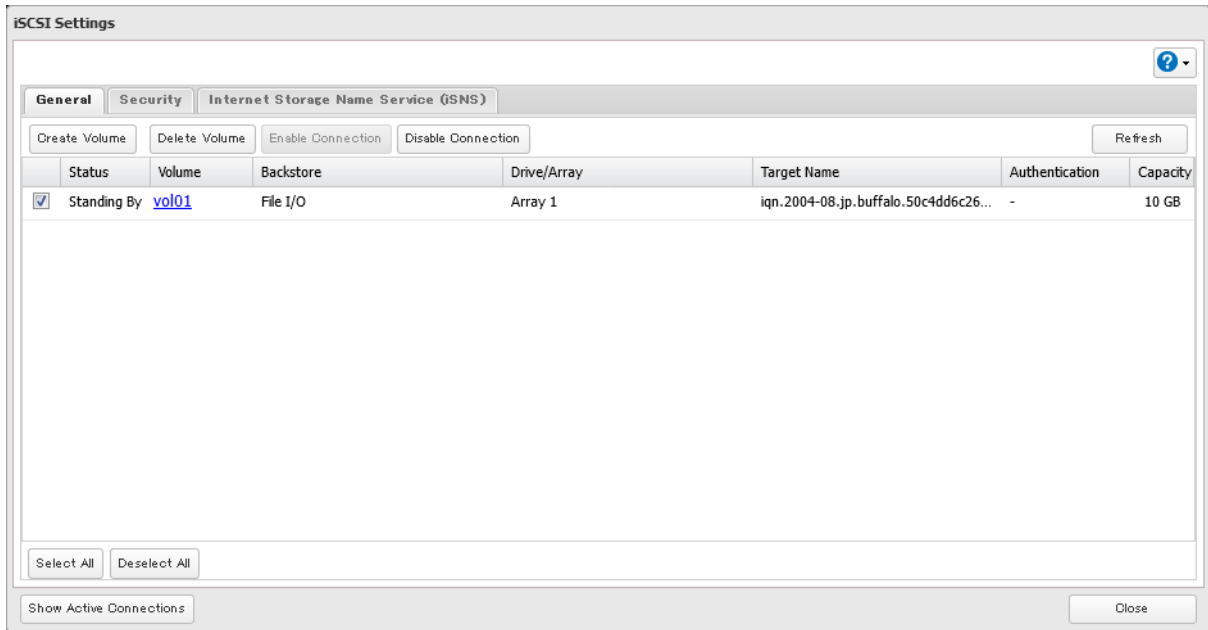 iSCSI Settings
?
General Security Internet Storage Name Service (iSNS)
Create Volume Delete Volume Enable Connection Disable Connection Refresh
Status Volume Backstore Drive/Array Target Name Authentication Capacity
Standing By vol01 File I/O Array 1 iqn.2004-08.jp.buffalo.50c4dd6c26... - 10 GB
Select All Deselect All
Show Active Connections Close